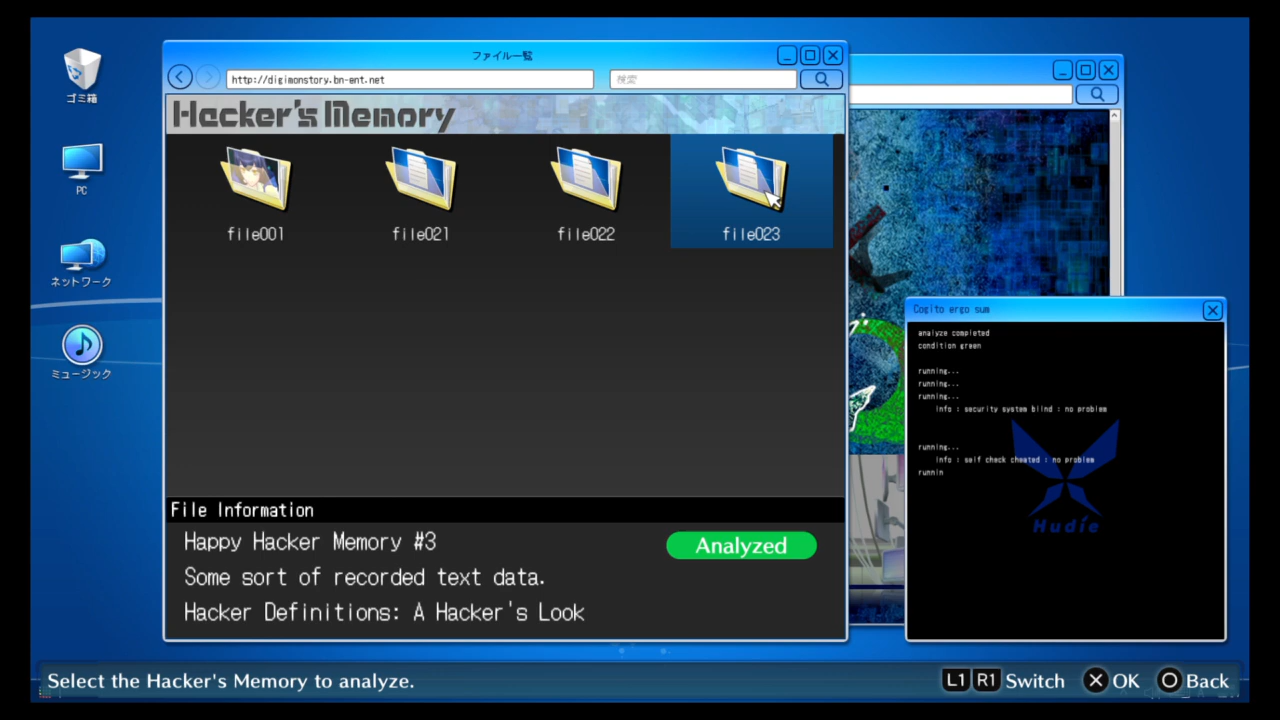 ゴミ箱
PC
ネットワーク
ミュージック
ファイル一覧
http://digimonstory.bn-ent.net
検索
Hacker's Memory
file001
file021
file022
file023
File Information
Happy Hacker Memory #3
Analyzed
Some sort of recorded text data.
Hacker Definitions: A Hacker's Look
Cogito ergo sum
analyze completed
condition green
running...
running...
running...
info : security system blind : no problem
running...
info : self check cheated : no problem
runnin
Hudie
Select the Hacker's Memory to analyze.
L1 R1 Switch
OK
Back